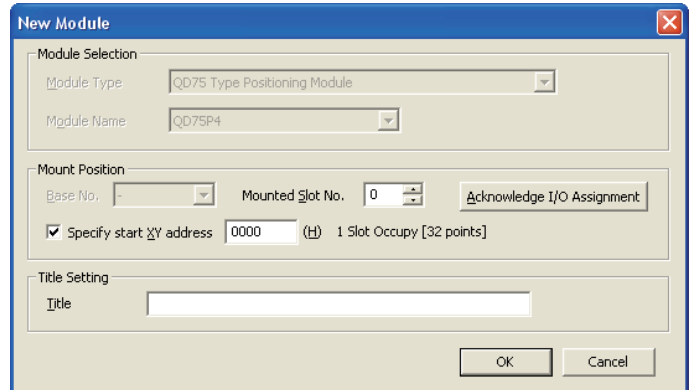 New Module
Module Selection
Module Type QD75 Type Positioning Module
Module Name QD75P4
Mount Position
Base No. - Mounted Slot No. 0 Acknowledge I/O Assignment
Specify start XY address 0000 (H) 1 Slot Occupy [32 points]
Title Setting
Title
OK Cancel